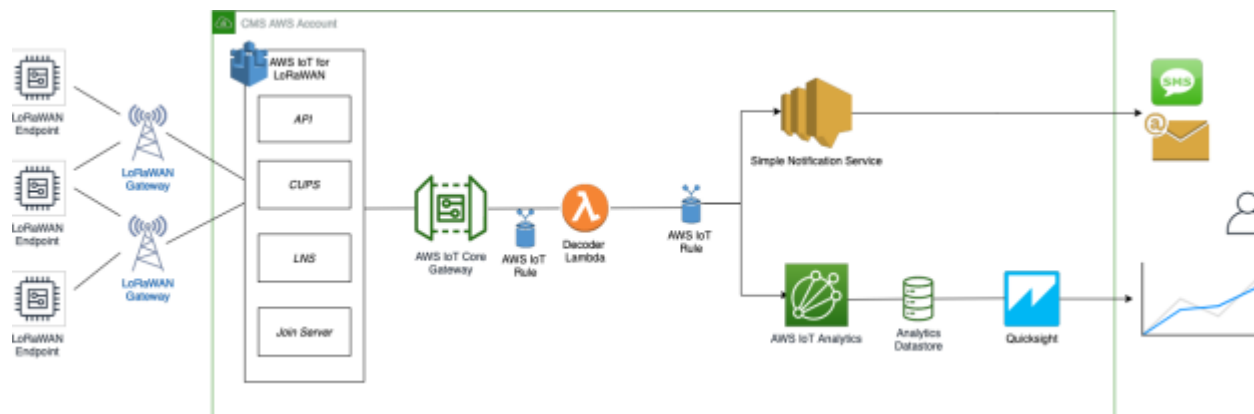 CMS AWS Account
LoRaWAN
Endpoint
LoRaWAN
Endpoint
LoRaWAN
Endpoint
LoRaWAN
Gateway
LoRaWAN
Gateway
AWS IoT for
LoRaWAN
API
CUPS
LNS
Join Server
AWS IoT Core
Gateway
AWS IoT
Rule
Decoder
Lambda
AWS IoT
Rule
Simple Notification Service
SMS
@
AWS IoT Analytics
Analytics
Datastore
Quicksight